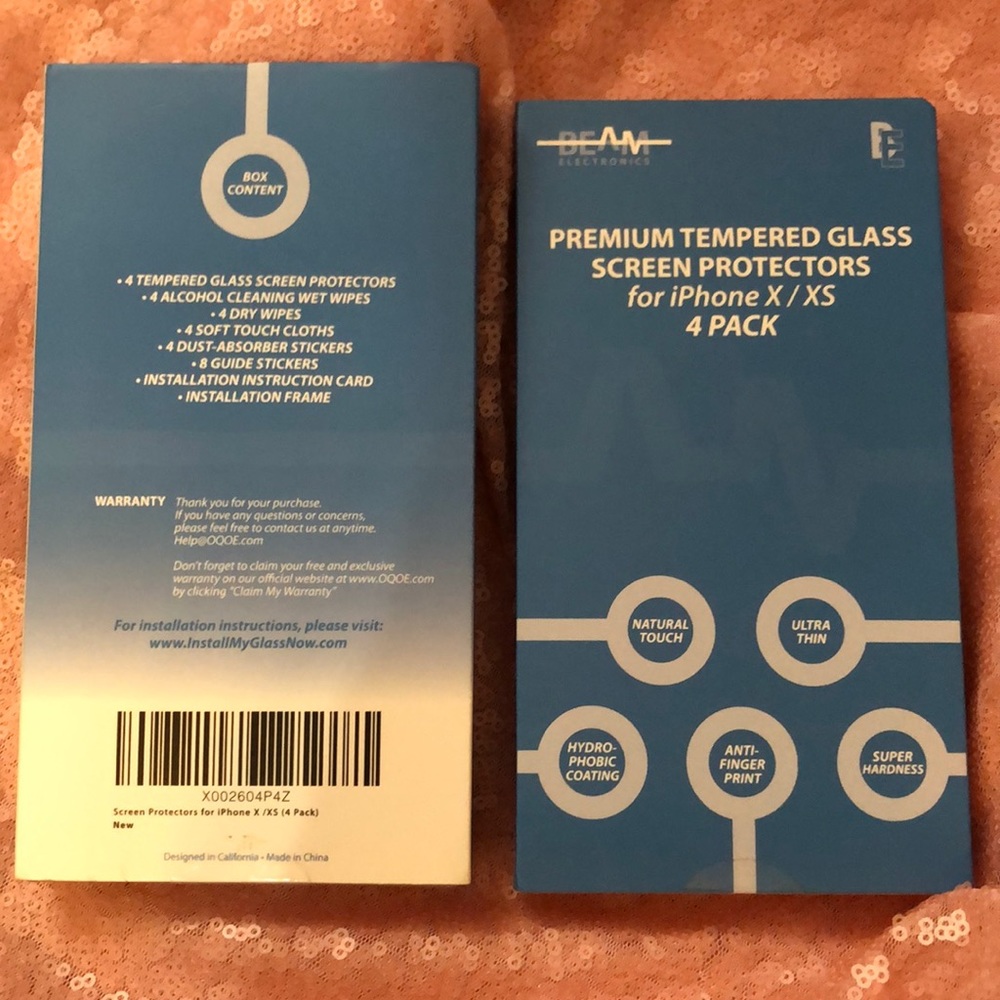 BOX
CONTENT
• 4 TEMPERED GLASS SCREEN PROTECTORS
• 4 ALCOHOL CLEANING WET WIPES
• 4 DRY WIPES
• 4 SOFT TOUCH CLOTHS
• 4 DUST-ABSORBER STICKERS
• 8 GUIDE STICKERS
• INSTALLATION INSTRUCTION CARD
• INSTALLATION FRAME
WARRANTY Thank you for your purchase.
If you have any questions or concerns,
please feel free to contact us at anytime.
Help@OQOE.com
Don't forget to claim your free and exclusive
warranty on our official website at www.OQOE.com
by clicking "Claim My Warranty"
For installation instructions, please visit:
www.InstallMyGlassNow.com
X002604P4Z
Screen Protectors for iPhone X /XS (4 Pack)
New
Designed in California • Made in China
BEAM
ELECTRONICS
BE
PREMIUM TEMPERED GLASS
SCREEN PROTECTORS
for iPhone X / XS
4 PACK
NATURAL
TOUCH
ULTRA
THIN
HYDRO-
PHOBIC
COATING
ANTI-
FINGER
PRINT
SUPER
HARDNESS